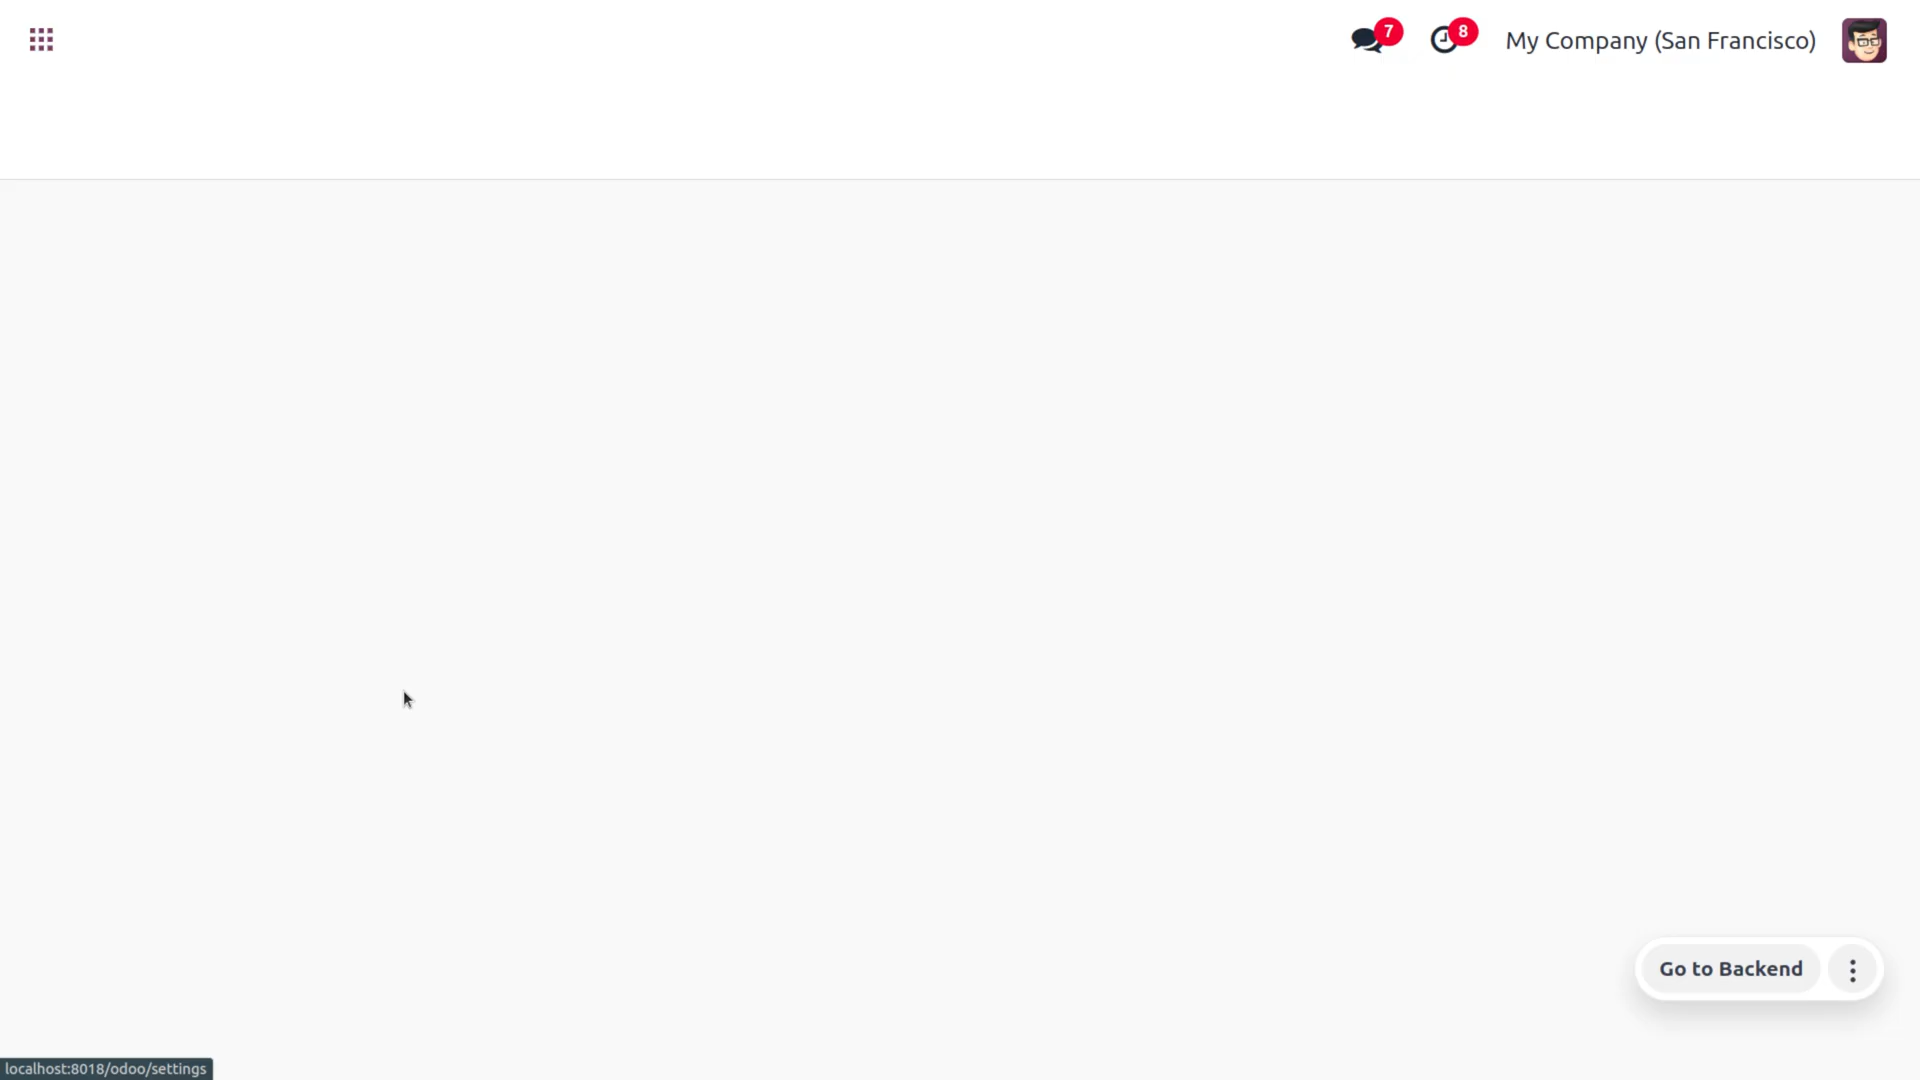 7
8
My Company (San Francisco)
Go to Backend
localhost:8018/odoo/settings